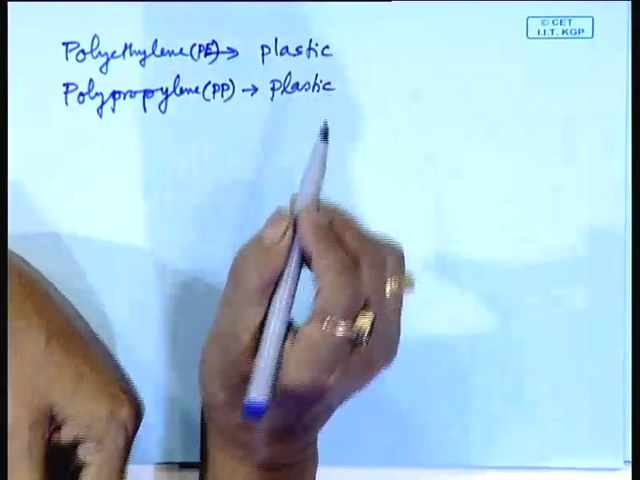 Polyethylene(PE)→ plastic
Polypropylene(PP) → plastic
© CET
I.I.T. KGP